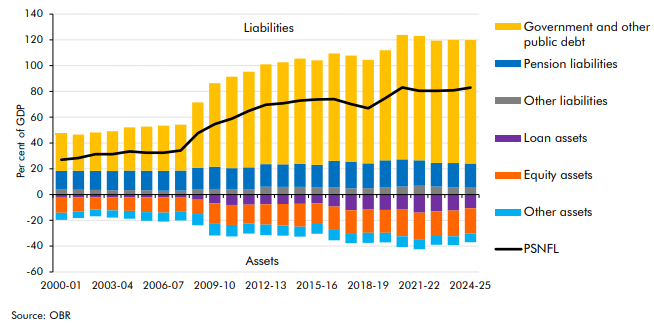 140
120
100
80
60
40
20
0
-20
-40
-60
Per cent of GDP
Liabilities
Assets
2000-01 2003-04 2006-07 2009-10 2012-13 2015-16 2018-19 2021-22 2024-25
Government and other
public debt
Pension liabilities
Other liabilities
Loan assets
Equity assets
Other assets
PSNFL
Source: OBR